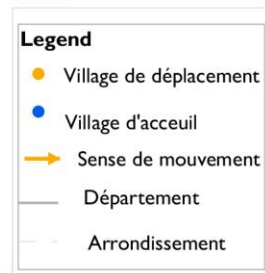 Legend
Village de déplacement
Village d'acceuil
Sense de mouvement
Département
Arrondissement